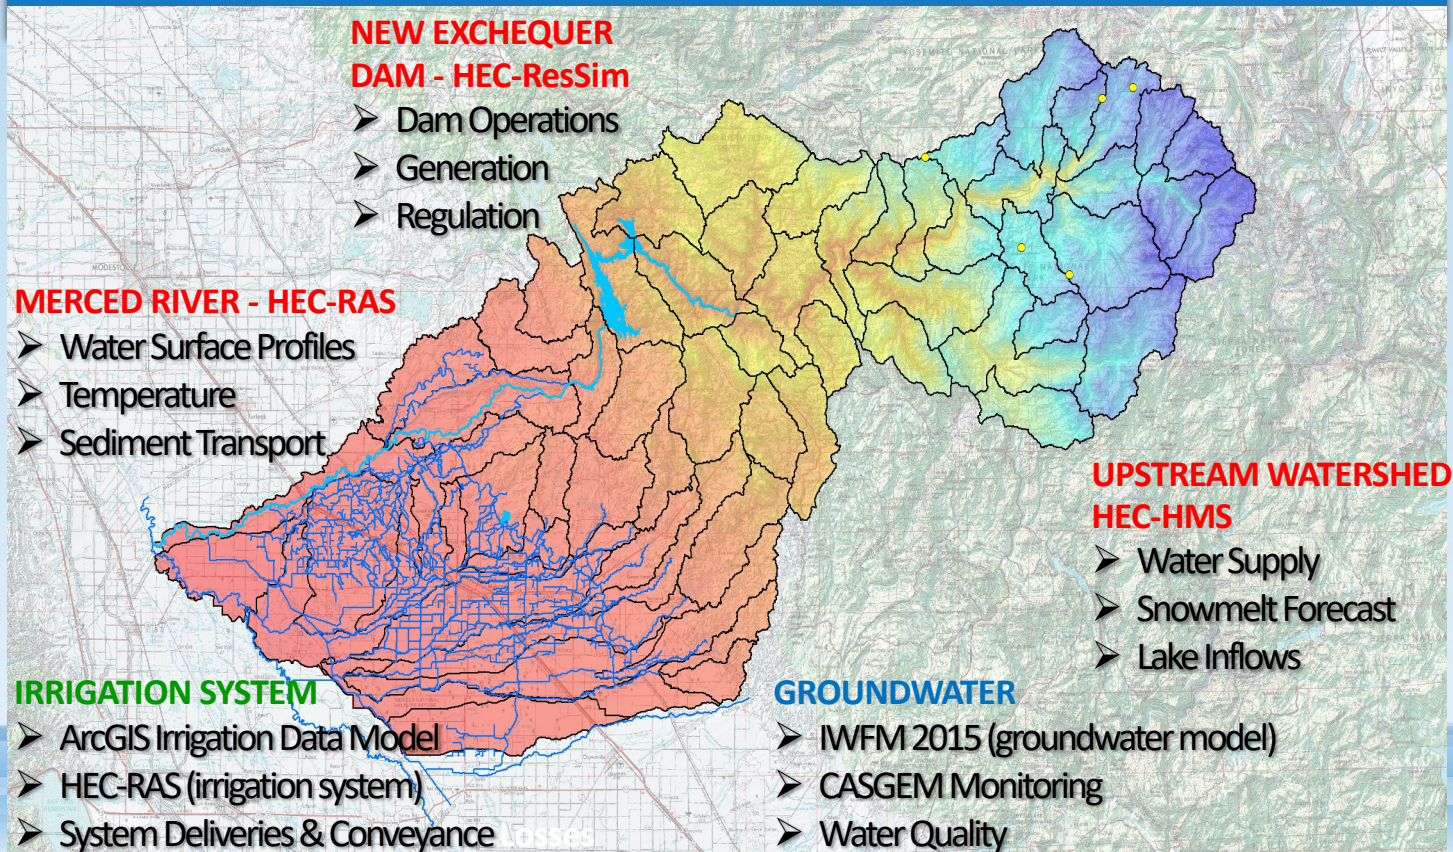 NEW EXCHEQUER
DAM - HEC-ResSim
➢ Dam Operations
➢ Generation
➢ Regulation
MERCED RIVER - HEC-RAS
➢ Water Surface Profiles
➢ Temperature
➢ Sediment Transport
UPSTREAM WATERSHED
HEC-HMS
➢ Water Supply
➢ Snowmelt Forecast
➢ Lake Inflows
IRRIGATION SYSTEM
➢ ArcGIS Irrigation Data Model
➢ HEC-RAS (irrigation system)
➢ System Deliveries & Conveyance Losses
GROUNDWATER
➢ IWFM 2015 (groundwater model)
➢ CASGEM Monitoring
➢ Water Quality